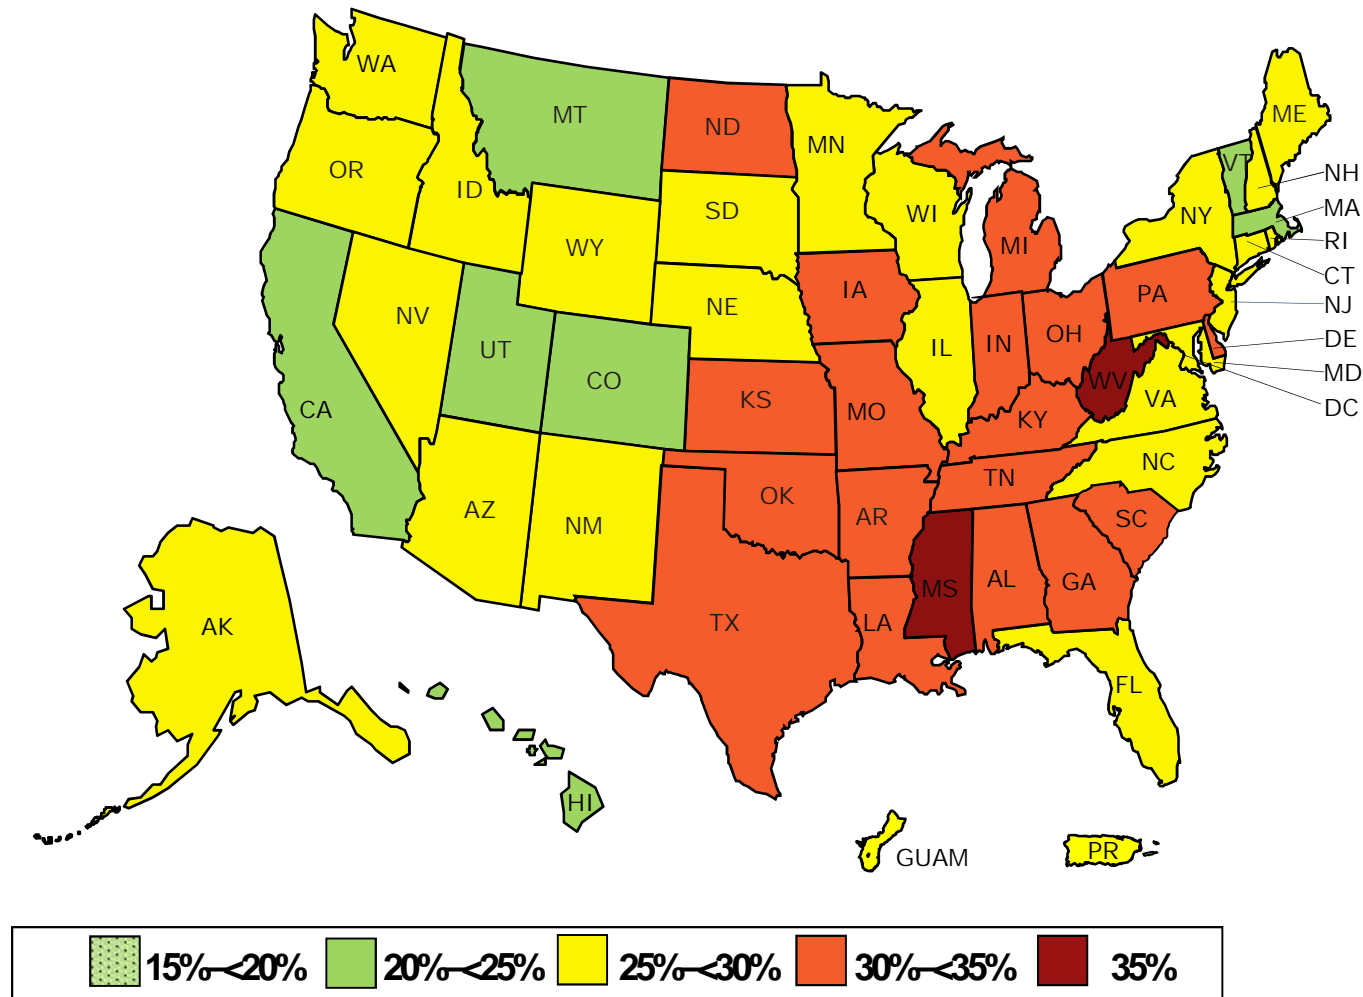 WA
MT
ND
MN
ME
OR
ID
SD
WI
VT
NH
MA
NY
RI
WY
MI
CT
NE
IA
PA
NJ
NV
UT
CO
IL
IN
OH
DE
MD
DC
CA
KS
MO
WV
VA
KY
NC
AZ
NM
OK
TN
AR
SC
MS
AL
GA
AK
TX
LA
FL
HI
GUAM
PR
15%–<20% 20%–<25% 25%–<30% 30%–<35% 35%